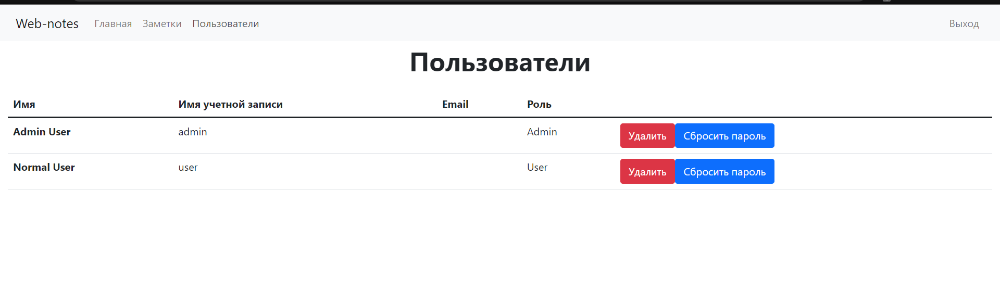 Web-notes Главная Заметки Пользователи Выход
Пользователи
Имя Имя учетной записи Email Роль
Admin User admin Admin Удалить Сбросить пароль
Normal User user User Удалить Сбросить пароль